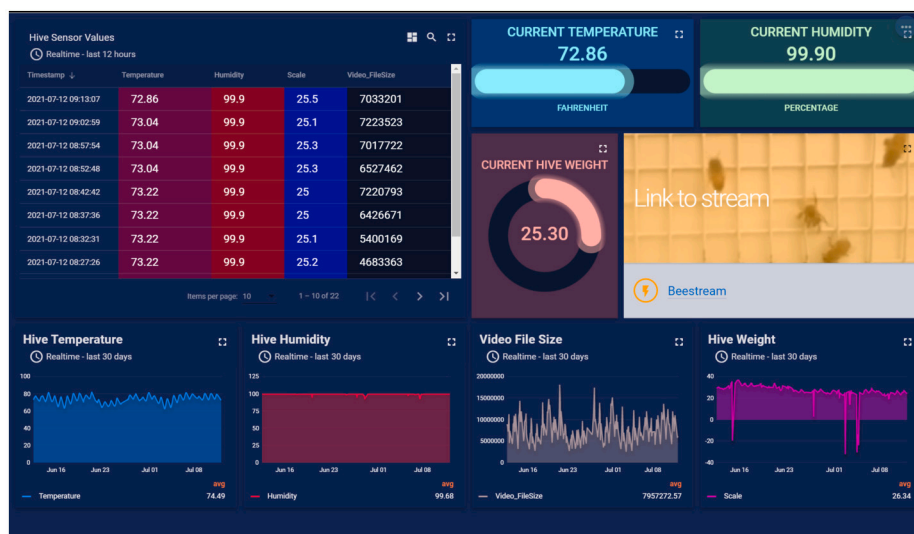 Hive Sensor Values
Realtime - last 12 hours
Timestamp ↓ Temperature Humidity Scale Video_FileSize
2021-07-12 09:13:07 72.86 99.9 25.5 7033201
2021-07-12 09:02:59 73.04 99.9 25.1 7223523
2021-07-12 08:57:54 73.04 99.9 25.3 7017722
2021-07-12 08:52:48 73.04 99.9 25.3 6527462
2021-07-12 08:42:42 73.22 99.9 25 7220793
2021-07-12 08:37:36 73.22 99.9 25 6426671
2021-07-12 08:32:31 73.22 99.9 25.1 5400169
2021-07-12 08:27:26 73.22 99.9 25.2 4683363
Items per page: 10 1 – 10 of 22
CURRENT TEMPERATURE
72.86
FAHRENHEIT
CURRENT HUMIDITY
99.90
PERCENTAGE
CURRENT HIVE WEIGHT
25.30
Link to stream
Beestream
Hive Temperature
Realtime - last 30 days
100
80
60
40
20
0
Jun 16 Jun 23 Jul 01 Jul 08
avg
Temperature 74.49
Hive Humidity
Realtime - last 30 days
125
100
75
50
25
0
Jun 16 Jun 23 Jul 01 Jul 08
avg
Humidity 99.68
Video File Size
Realtime - last 30 days
20000000
15000000
10000000
5000000
0
Jun 16 Jun 23 Jul 01 Jul 08
avg
Video_FileSize 7957272.57
Hive Weight
Realtime - last 30 days
40
20
0
-20
-40
Jun 16 Jun 23 Jul 01 Jul 08
avg
Scale 26.34